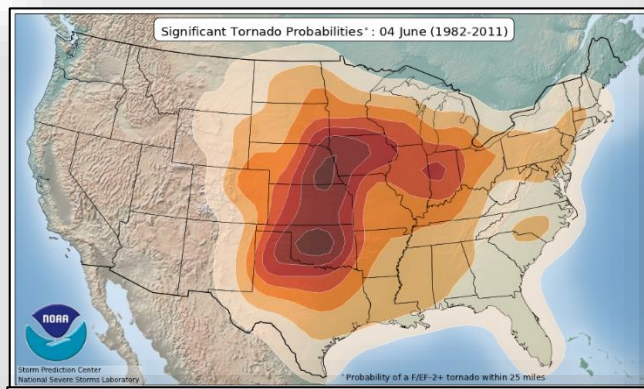 Significant Tornado Probabilities*: 04 June (1982-2011)
NOAA
Storm Prediction Center
National Severe Storms Laboratory
*Probability of a F/EF-2+ tornado within 25 miles